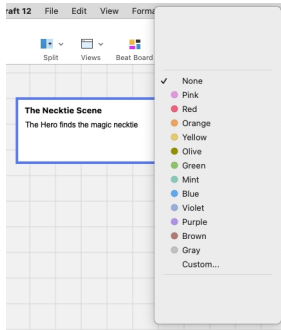 raft 12 File Edit View Forma
Split Views Beat Board
The Necktie Scene
The Hero finds the magic necktie
None
Pink
Red
Orange
Yellow
Olive
Green
Mint
Blue
Violet
Purple
Brown
Gray
Custom...